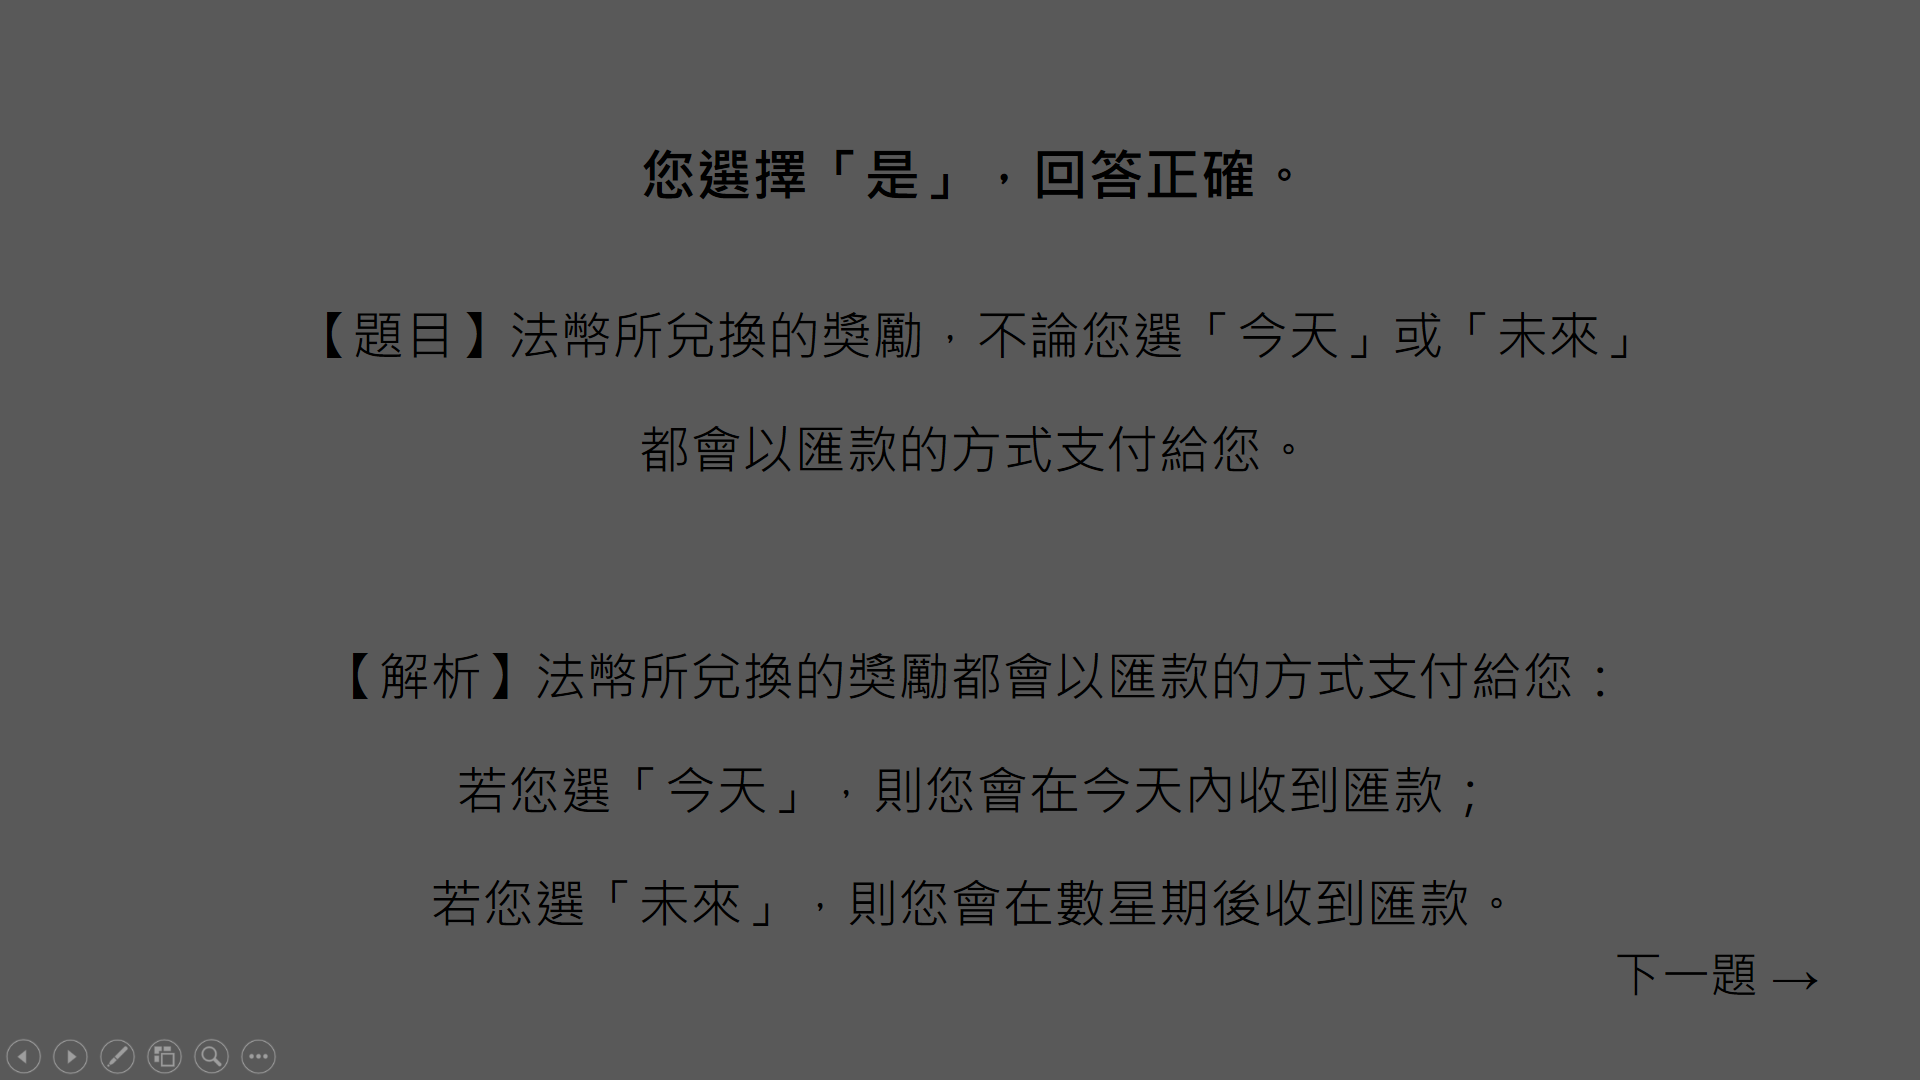 您選擇「是」，回答正確。
【題目】法幣所兌換的獎勵，不論您選「今天」或「未來」
都會以匯款的方式支付給您。
【解析】法幣所兌換的獎勵都會以匯款的方式支付給您：
若您選「今天」，則您會在今天內收到匯款；
若您選「未來」，則您會在數星期後收到匯款。
下一題 →